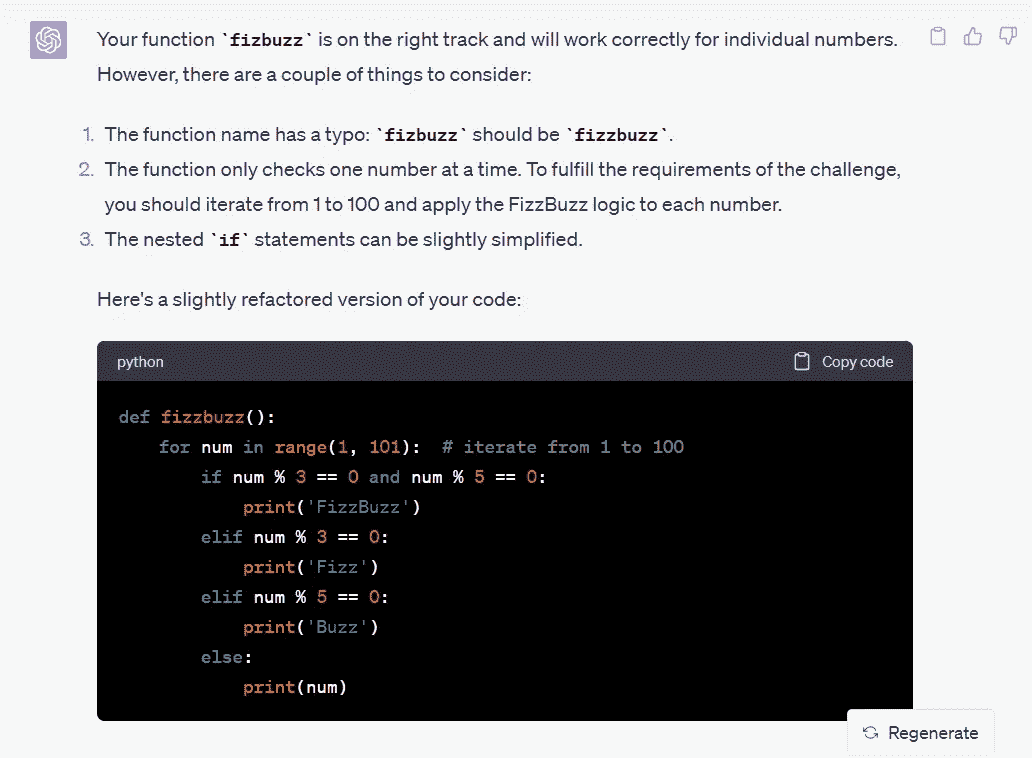 Your function `fizbuzz` is on the right track and will work correctly for individual numbers.
However, there are a couple of things to consider:
1. The function name has a typo: `fizbuzz` should be `fizzbuzz`.
2. The function only checks one number at a time. To fulfill the requirements of the challenge,
you should iterate from 1 to 100 and apply the FizzBuzz logic to each number.
3. The nested `if` statements can be slightly simplified.
Here's a slightly refactored version of your code:
python Copy code
def fizzbuzz():
    for num in range(1, 101):  # iterate from 1 to 100
        if num % 3 == 0 and num % 5 == 0:
            print('FizzBuzz')
        elif num % 3 == 0:
            print('Fizz')
        elif num % 5 == 0:
            print('Buzz')
        else:
            print(num)
Regenerate